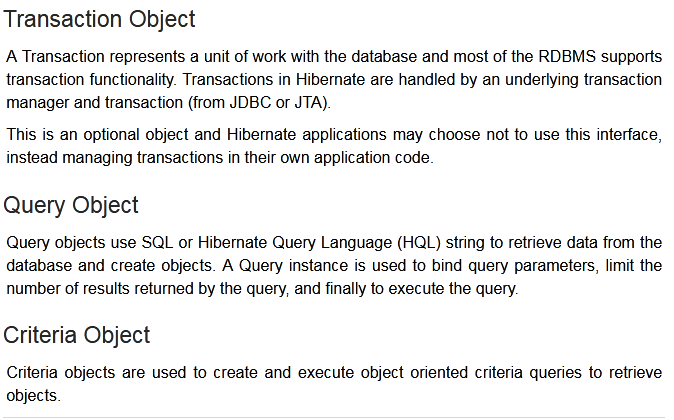 Transaction Object
A Transaction represents a unit of work with the database and most of the RDBMS supports
transaction functionality. Transactions in Hibernate are handled by an underlying transaction
manager and transaction (from JDBC or JTA).
This is an optional object and Hibernate applications may choose not to use this interface,
instead managing transactions in their own application code.
Query Object
Query objects use SQL or Hibernate Query Language (HQL) string to retrieve data from the
database and create objects. A Query instance is used to bind query parameters, limit the
number of results returned by the query, and finally to execute the query.
Criteria Object
Criteria objects are used to create and execute object oriented criteria queries to retrieve
objects.